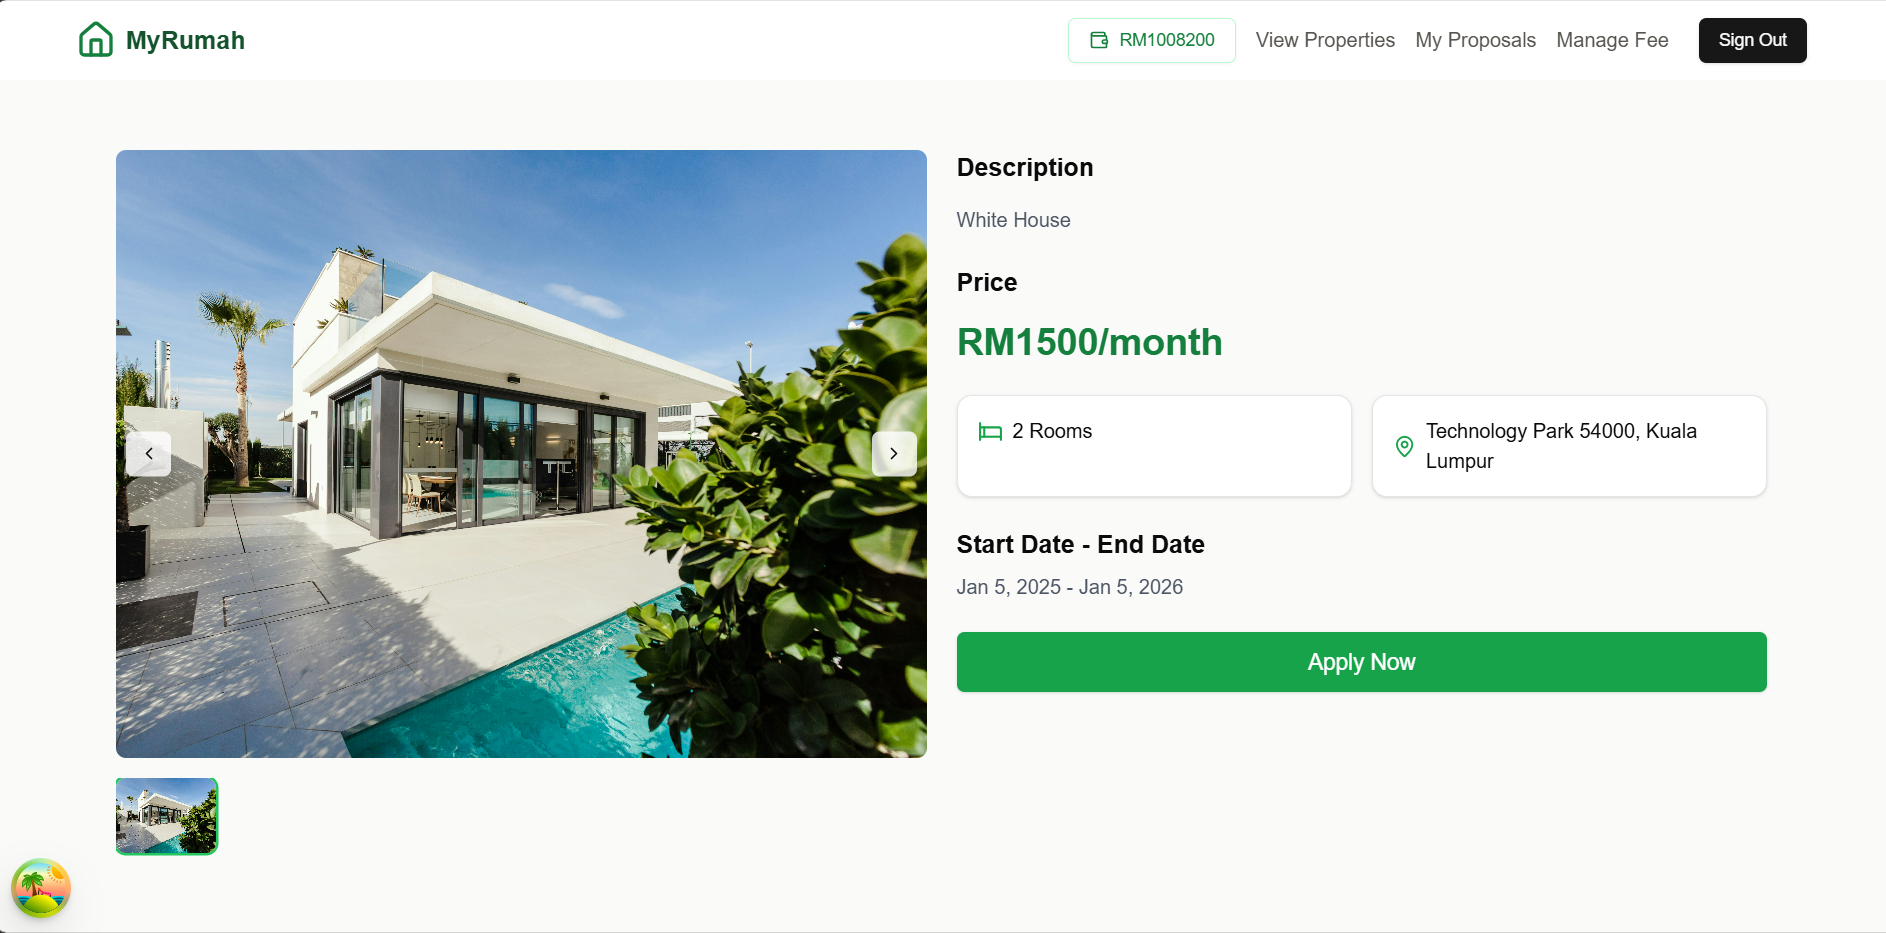 MyRumah
RM1008200
View Properties
My Proposals
Manage Fee
Sign Out
Description
White House
Price
RM1500/month
2 Rooms
Technology Park 54000, Kuala
Lumpur
Start Date - End Date
Jan 5, 2025 - Jan 5, 2026
Apply Now